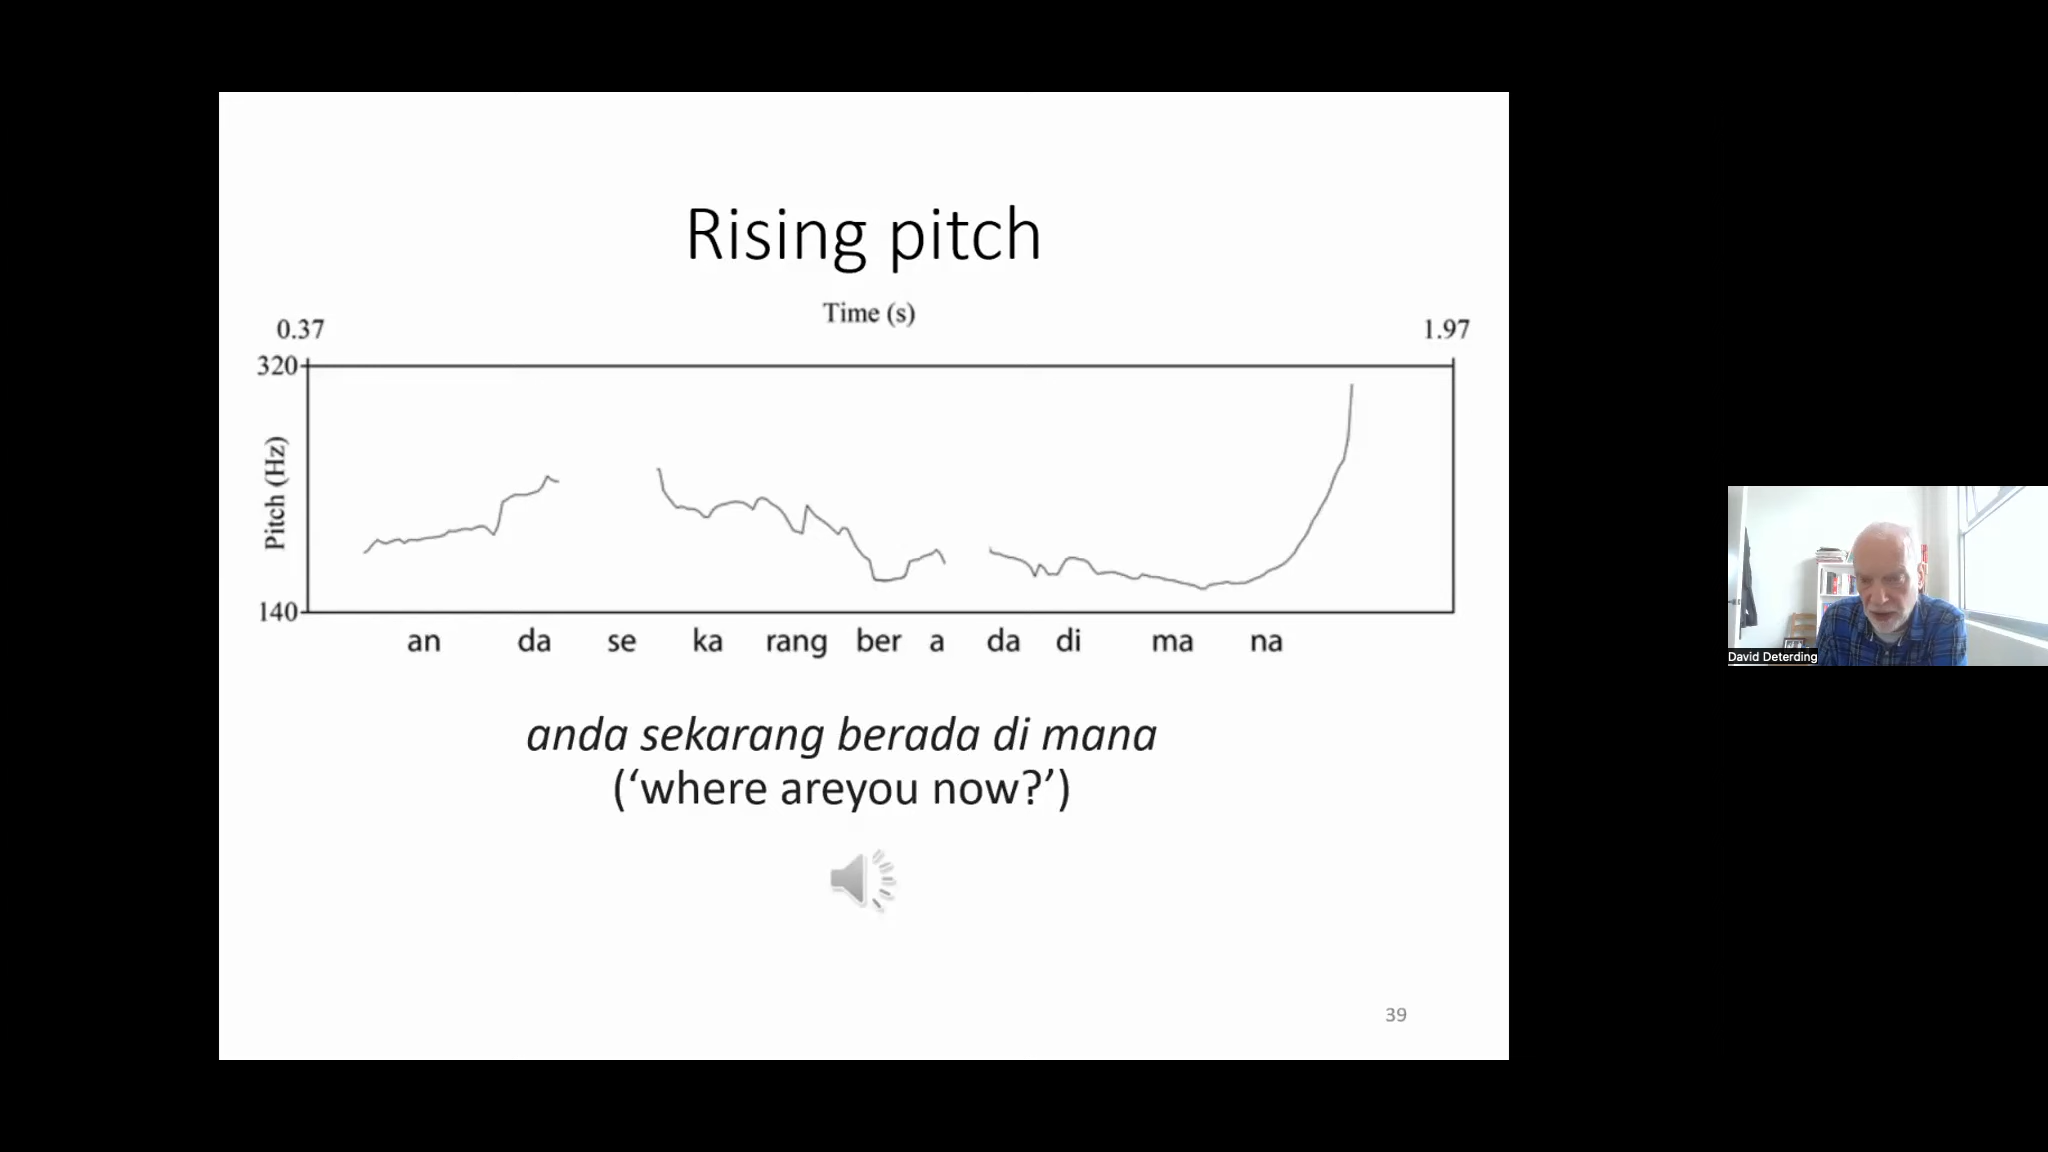 Rising pitch
Time (s)
0.37 1.97
320
Pitch (Hz)
140
an da se ka rang ber a da di ma na
anda sekarang berada di mana
(‘where areyou now?’)
39
David Deterding